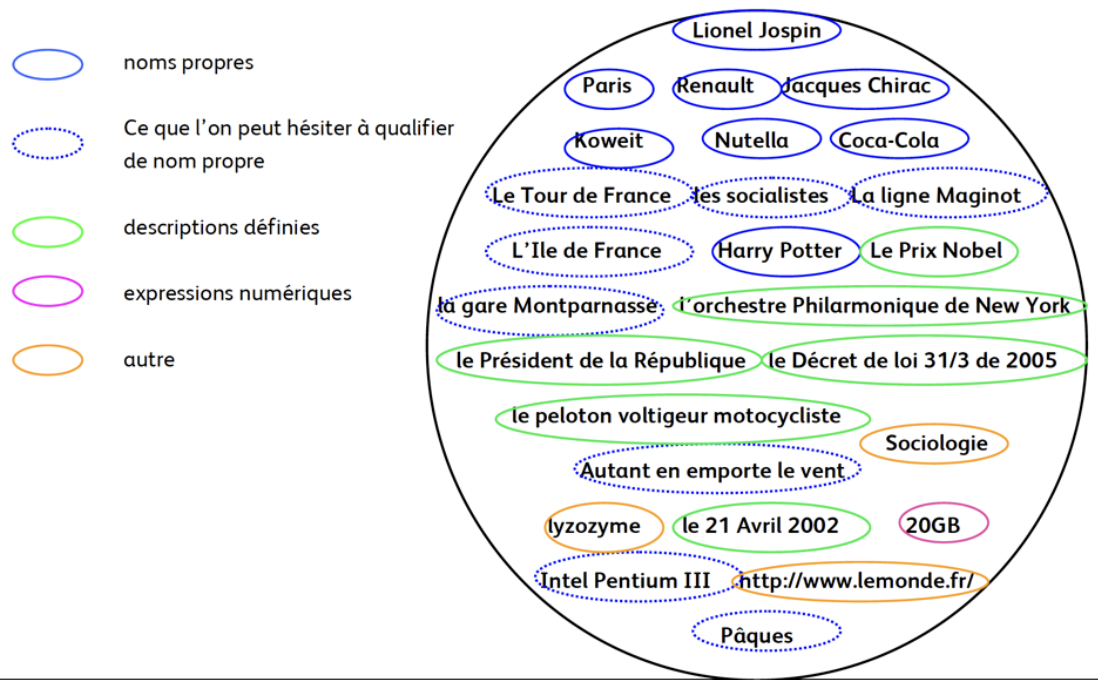 noms propres
Ce que l'on peut hésiter à qualifier
de nom propre
descriptions définies
expressions numériques
autre
Lionel Jospin
Paris Renault Jacques Chirac
Koweit Nutella Coca-Cola
Le Tour de France les socialistes La ligne Maginot
L'Ile de France Harry Potter Le Prix Nobel
la gare Montparnasse l'orchestre Philarmonique de New York
le Président de la République le Décret de loi 31/3 de 2005
le peloton voltigeur motocycliste
Sociologie
Autant en emporte le vent
lyzozyme le 21 Avril 2002 20GB
Intel Pentium III http://www.lemonde.fr/
Pâques